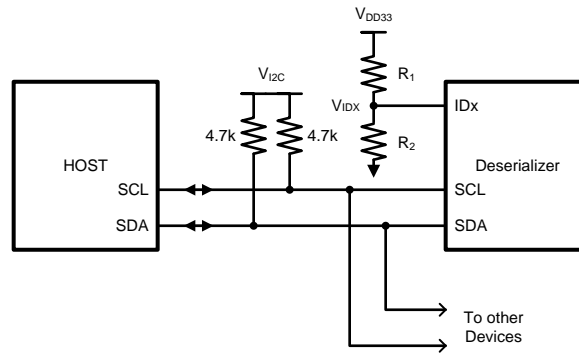 VDD33
R1
VI2C
VIDX
IDx
4.7k
4.7k
R2
HOST
Deserializer
SCL
SCL
SDA
SDA
To other
Devices